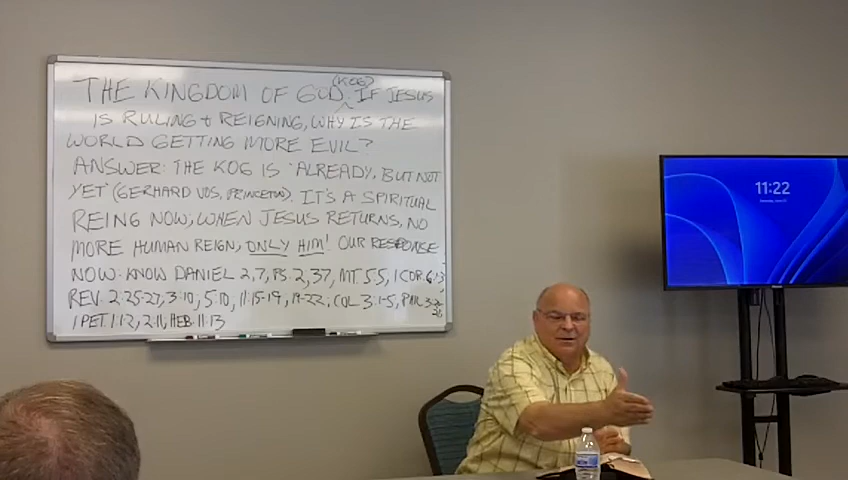 THE KINGDOM OF GOD. (KOG) IF JESUS
IS RULING + REIGNING, WHY IS THE
WORLD GETTING MORE EVIL?
ANSWER: THE KOG IS "ALREADY, BUT NOT
YET" (GERHARD VOS, PRINCETON). IT'S A SPIRITUAL
REING NOW; WHEN JESUS RETURNS, NO
MORE HUMAN REIGN, ONLY HIM! OUR RESPONSE
NOW: KNOW DANIEL 2,7, PS. 2,37, MT. 5:5, 1 COR. 6:1-3
REV. 2:25-27, 3:10, 5:10, 11:15-19, 19-22; COL 3:1-5, PHIL 3:
1 PET. 1:1-2, 2:11, HEB. 11:13
11:22